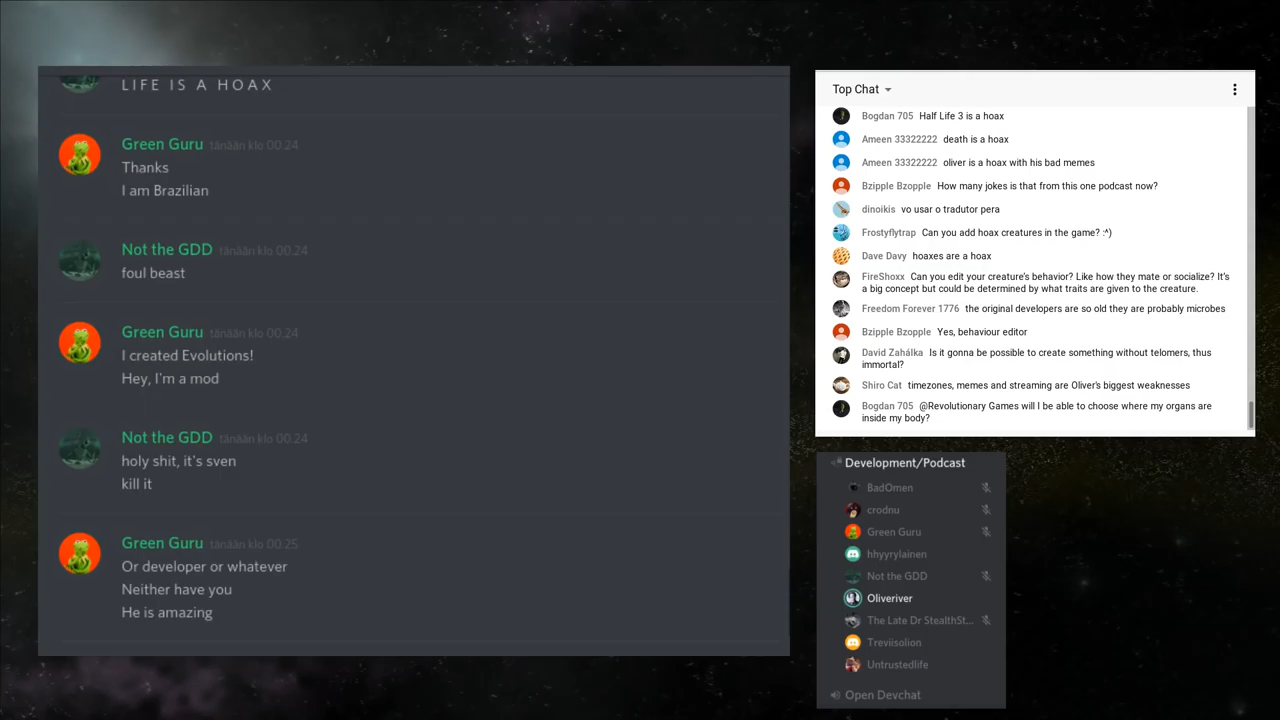 LIFE IS A HOAX
Green Guru tänään klo 00.24
Thanks
I am Brazilian
Not the GDD tänään klo 00.24
foul beast
Green Guru tänään klo 00.24
I created Evolutions!
Hey, I'm a mod
Not the GDD tänään klo 00.24
holy shit, it's sven
kill it
Green Guru tänään klo 00.25
Or developer or whatever
Neither have you
He is amazing
Top Chat
Bogdan 705 Half Life 3 is a hoax
Ameen 33322222 death is a hoax
Ameen 33322222 oliver is a hoax with his bad memes
Bzipple Bzopple How many jokes is that from this one podcast now?
dinoikis vo usar o tradutor pera
Frostyflytrap Can you add hoax creatures in the game? :^)
Dave Davy hoaxes are a hoax
FireShoxx Can you edit your creature's behavior? Like how they mate or socialize? It's
a big concept but could be determined by what traits are given to the creature.
Freedom Forever 1776 the original developers are so old they are probably microbes
Bzipple Bzopple Yes, behaviour editor
David Zahálka Is it gonna be possible to create something without telomers, thus
immortal?
Shiro Cat timezones, memes and streaming are Oliver's biggest weaknesses
Bogdan 705 @Revolutionary Games will I be able to choose where my organs are
inside my body?
Development/Podcast
BadOmen
crodnu
Green Guru
hhyyrylainen
Not the GDD
Oliveriver
The Late Dr StealthSt...
Treviisolion
Untrustedlife
Open Devchat